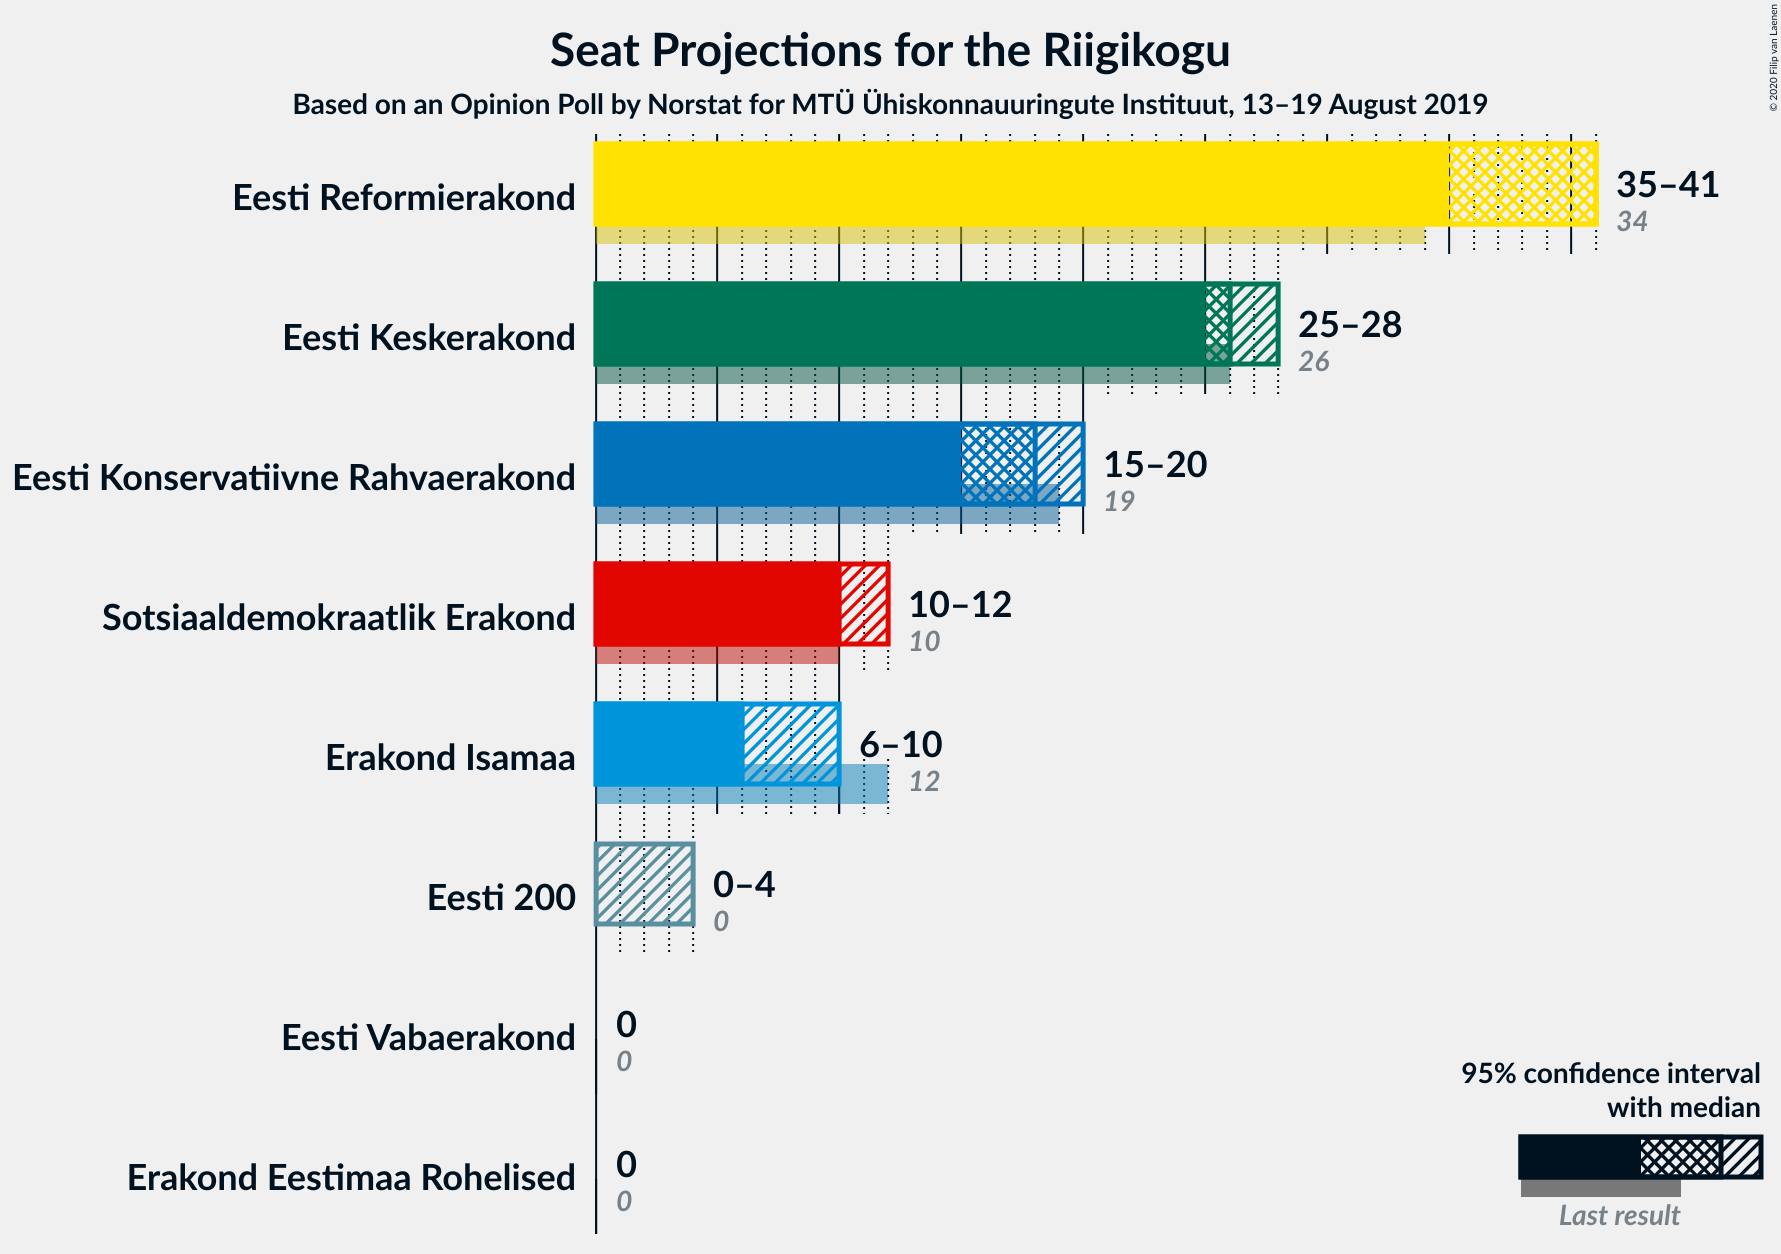 Seat Projections for the Riigikogu
Based on an Opinion Poll by Norstat for MTÜ Ühiskonnauuringute Instituut, 13–19 August 2019
© 2020 Filip van Laenen
Eesti Reformierakond
35–41
34
Eesti Keskerakond
25–28
26
Eesti Konservatiivne Rahvaerakond
15–20
19
Sotsiaaldemokraatlik Erakond
10–12
10
Erakond Isamaa
6–10
12
Eesti 200
0–4
0
Eesti Vabaerakond
0
0
Erakond Eestimaa Rohelised
0
0
95% confidence interval
with median
Last result